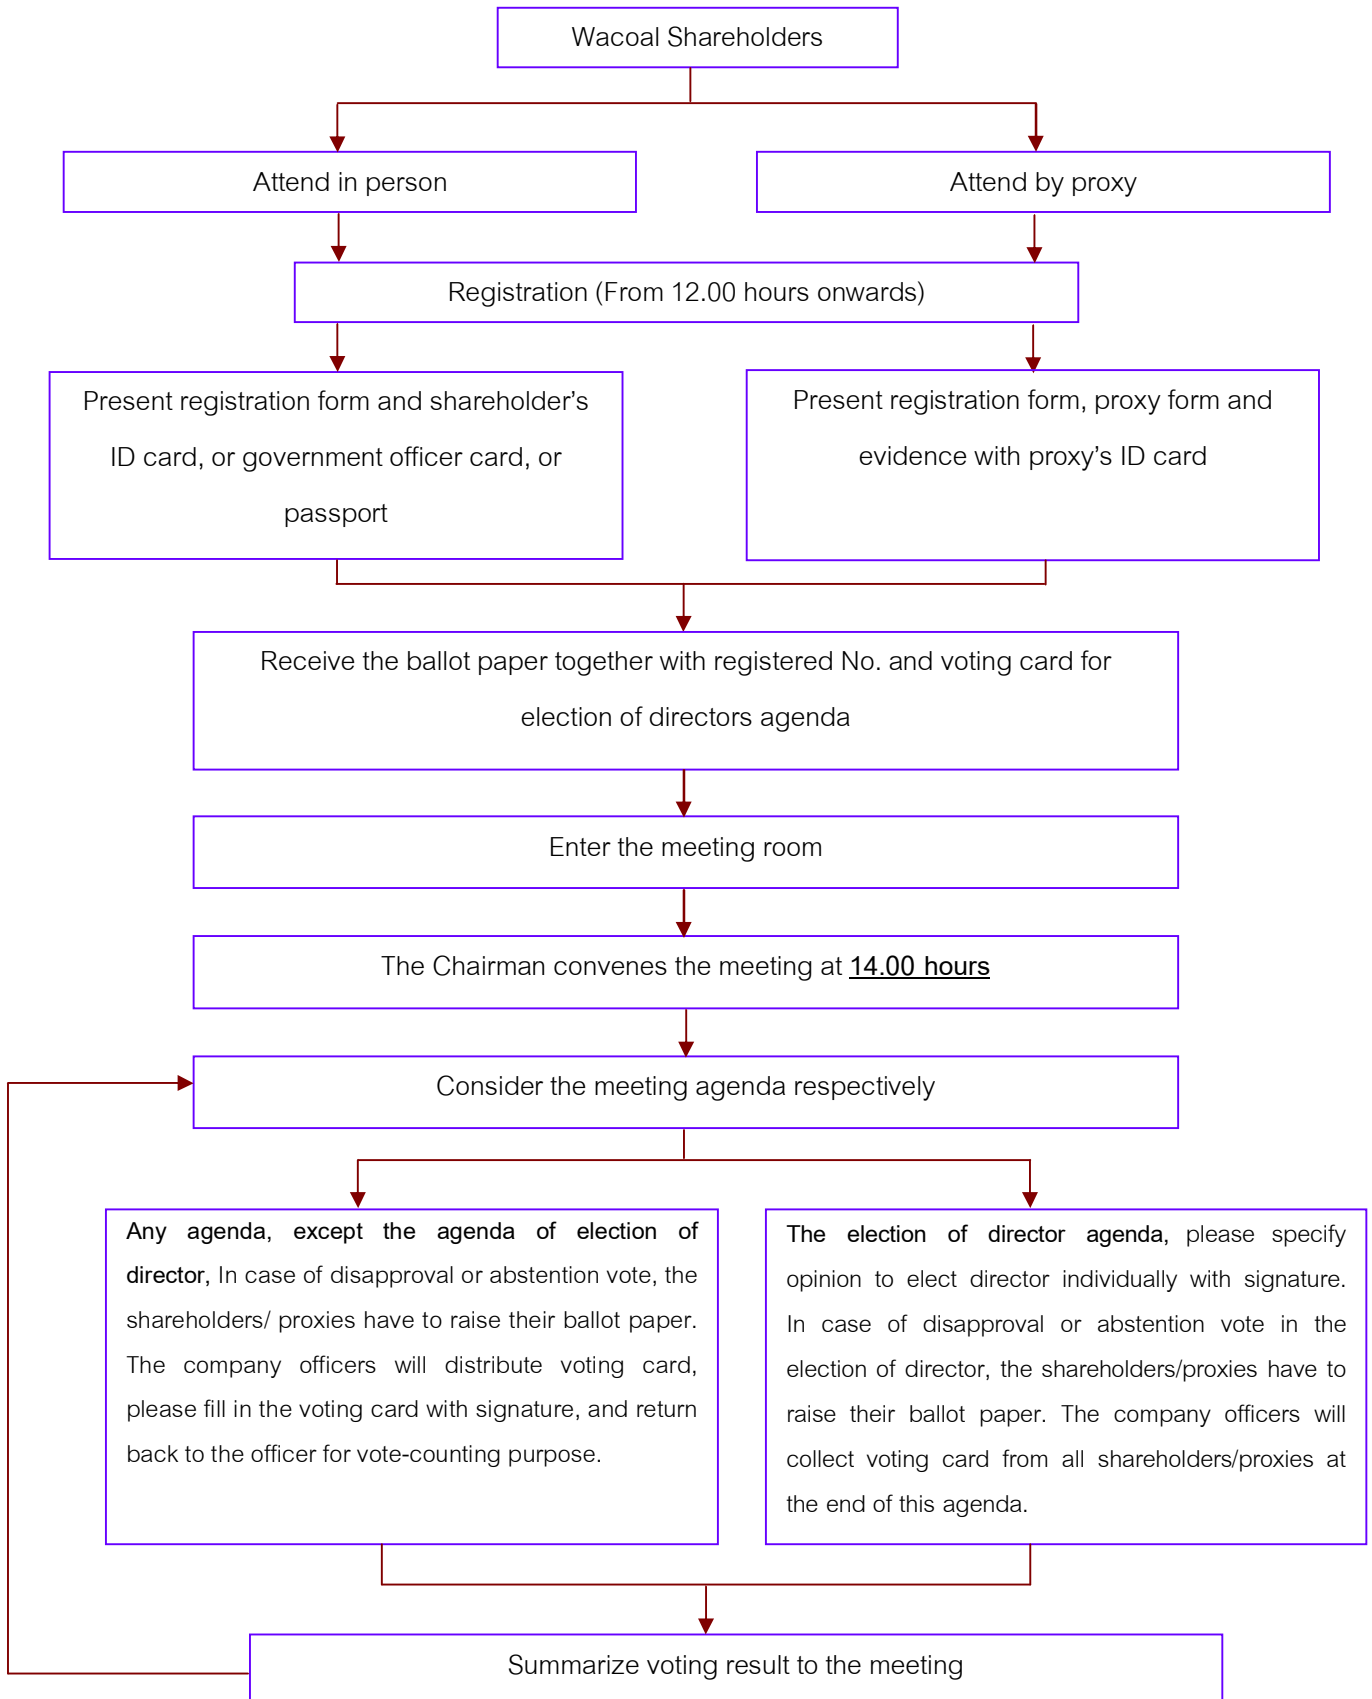 Wacoal Shareholders
Attend in person
Attend by proxy
Registration (From 12.00 hours onwards)
Present registration form and shareholder’s
ID card, or government officer card, or
passport
Present registration form, proxy form and
evidence with proxy’s ID card
Receive the ballot paper together with registered No. and voting card for
election of directors agenda
Enter the meeting room
The Chairman convenes the meeting at 14.00 hours
Consider the meeting agenda respectively
Any agenda, except the agenda of election of
director, In case of disapproval or abstention vote, the
shareholders/ proxies have to raise their ballot paper.
The company officers will distribute voting card,
please fill in the voting card with signature, and return
back to the officer for vote-counting purpose.
The election of director agenda, please specify
opinion to elect director individually with signature.
In case of disapproval or abstention vote in the
election of director, the shareholders/proxies have to
raise their ballot paper. The company officers will
collect voting card from all shareholders/proxies at
the end of this agenda.
Summarize voting result to the meeting